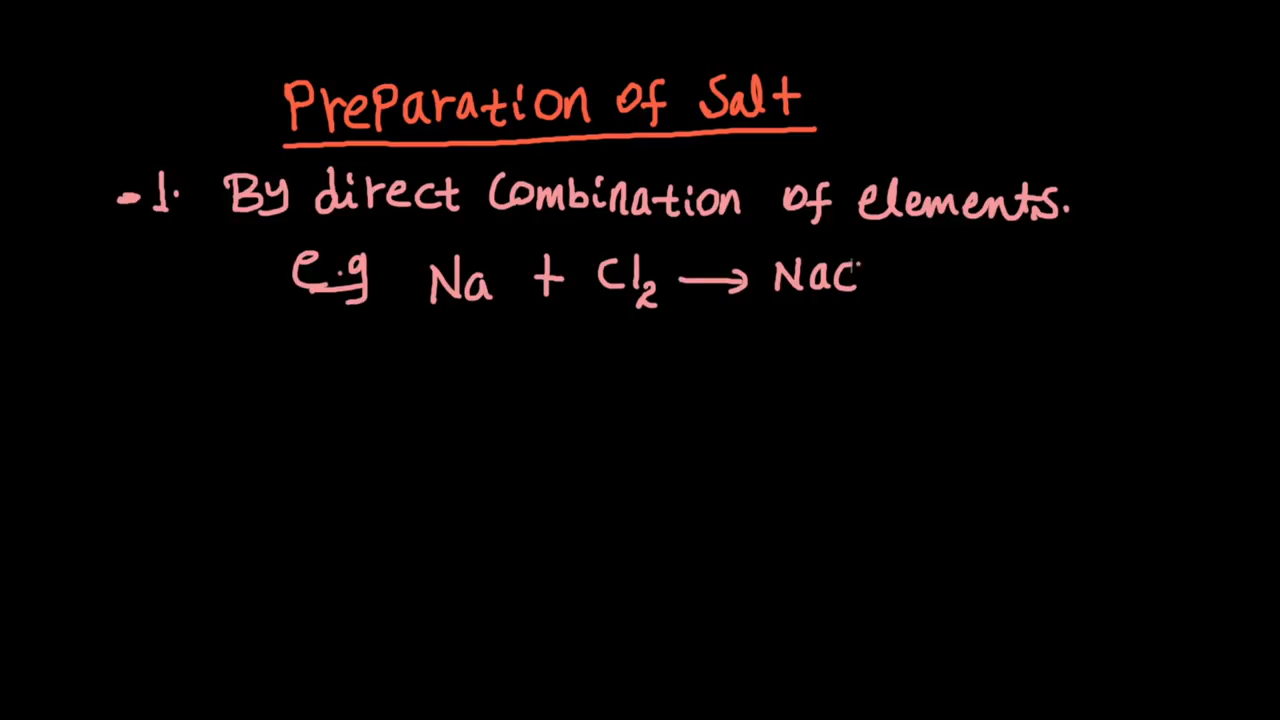 Preparation of Salt
-1. By direct Combination of elements.
e.g Na + Cl₂ → NaC